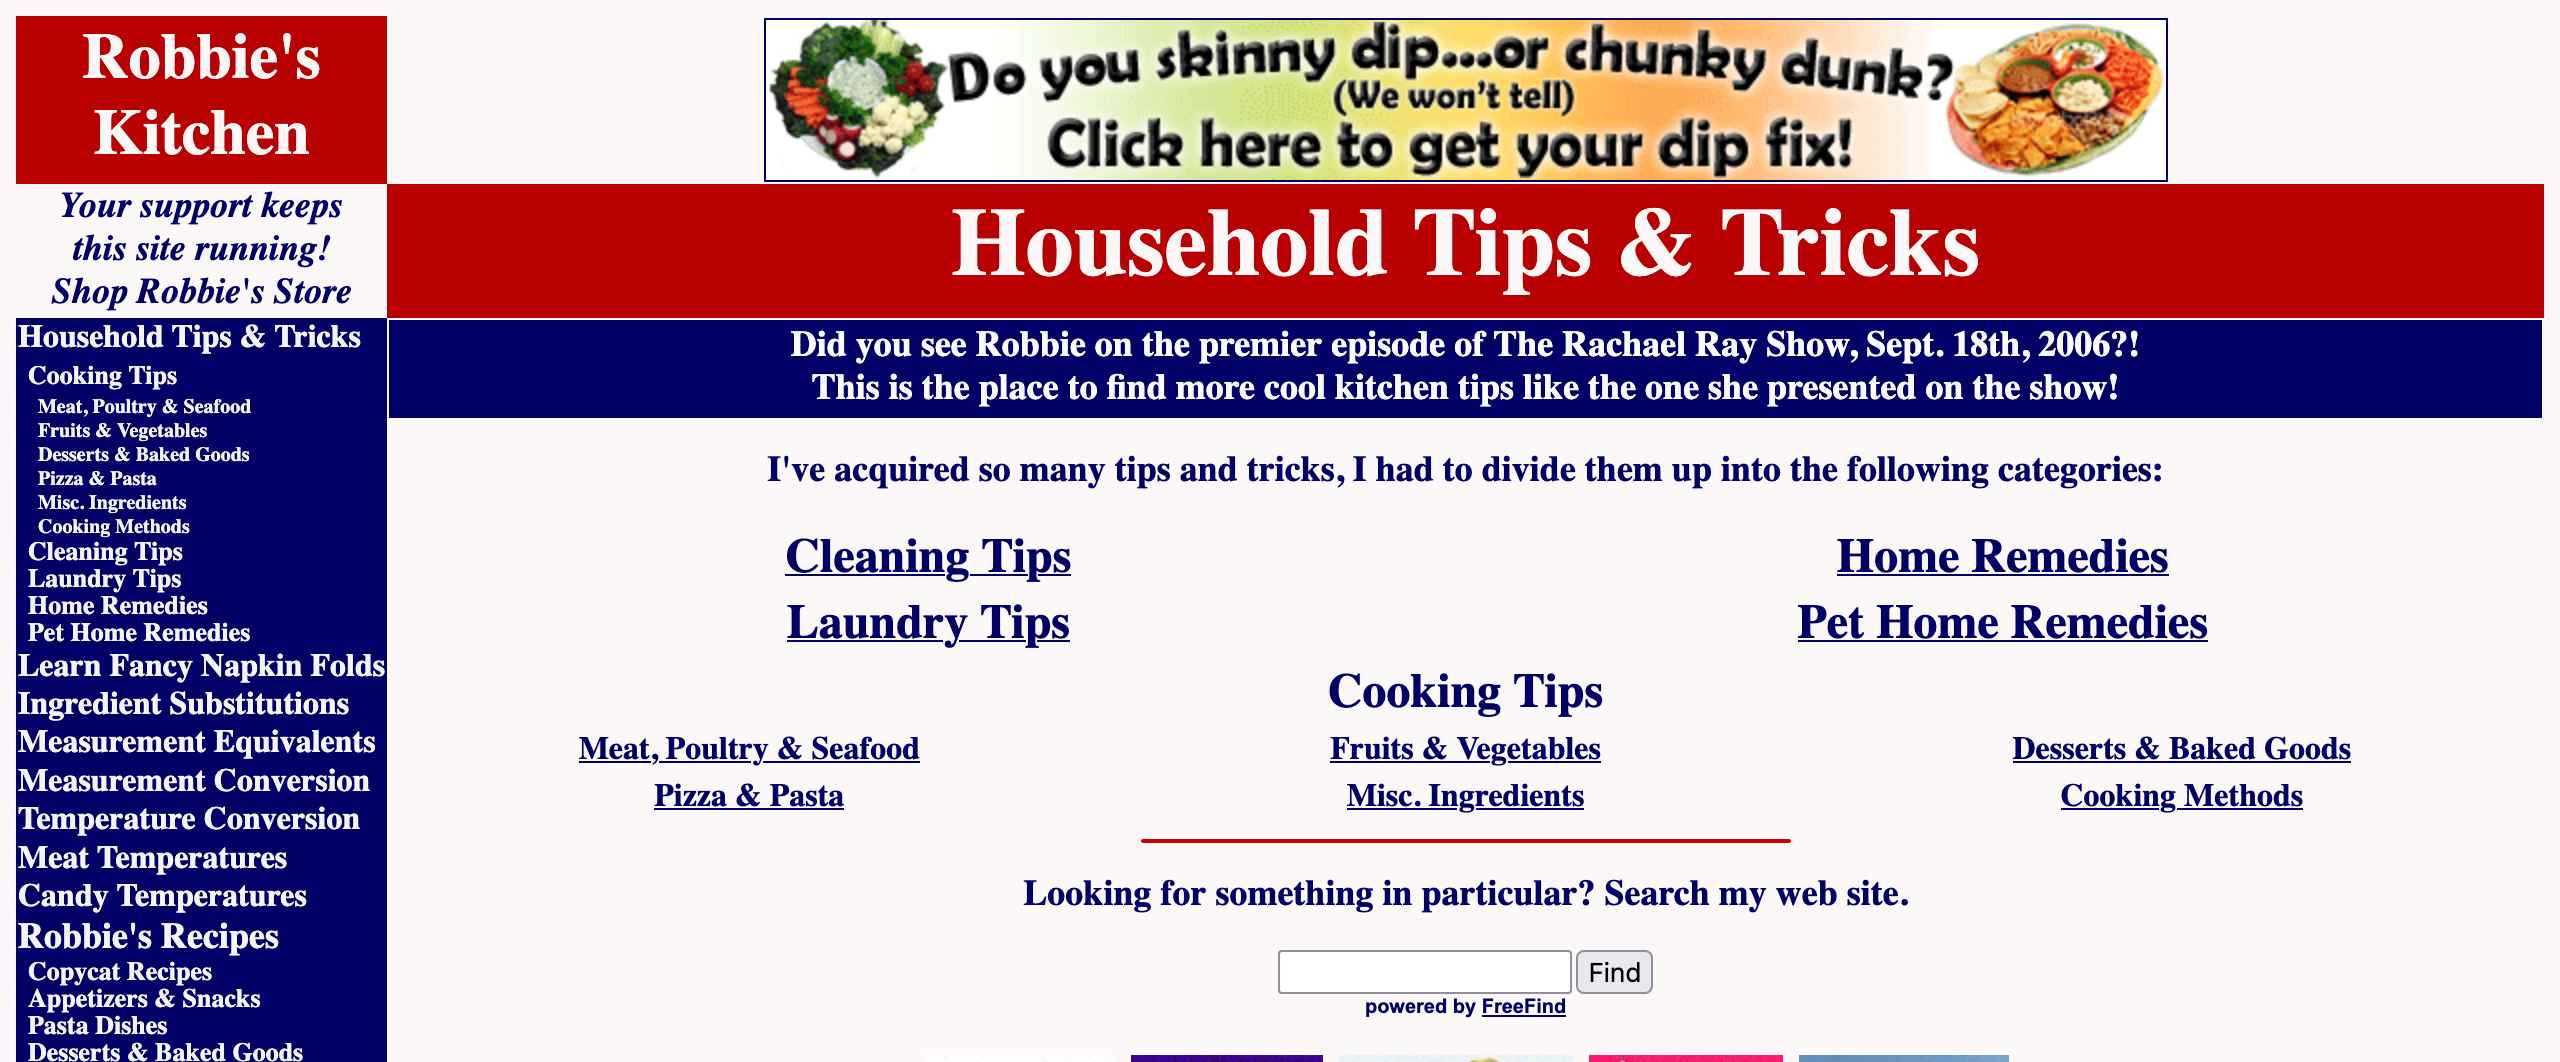 Robbie's
Kitchen
Do you skinny dip...or chunky dunk?
(We won't tell)
Click here to get your dip fix!
Your support keeps
this site running!
Shop Robbie's Store
Household Tips & Tricks
Household Tips & Tricks
Cooking Tips
Meat, Poultry & Seafood
Fruits & Vegetables
Desserts & Baked Goods
Pizza & Pasta
Misc. Ingredients
Cooking Methods
Cleaning Tips
Laundry Tips
Home Remedies
Pet Home Remedies
Learn Fancy Napkin Folds
Ingredient Substitutions
Measurement Equivalents
Measurement Conversion
Temperature Conversion
Meat Temperatures
Candy Temperatures
Robbie's Recipes
Copycat Recipes
Appetizers & Snacks
Pasta Dishes
Desserts & Baked Goods
Did you see Robbie on the premier episode of The Rachael Ray Show, Sept. 18th, 2006?!
This is the place to find more cool kitchen tips like the one she presented on the show!
I've acquired so many tips and tricks, I had to divide them up into the following categories:
Cleaning Tips Home Remedies
Laundry Tips Pet Home Remedies
Cooking Tips
Meat, Poultry & Seafood Fruits & Vegetables Desserts & Baked Goods
Pizza & Pasta Misc. Ingredients Cooking Methods
Looking for something in particular? Search my web site.
Find
powered by FreeFind